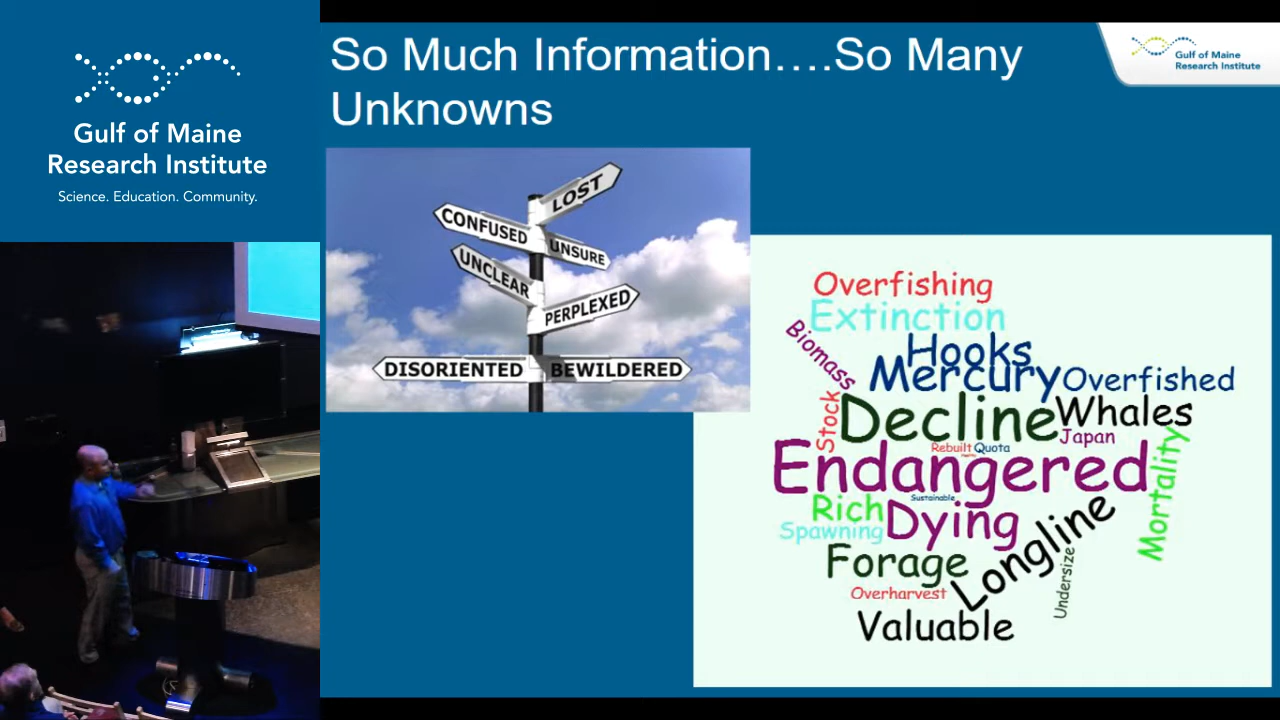 Gulf of Maine
Research Institute
Science. Education. Community.
So Much Information….So Many
Unknowns
Gulf of Maine
Research Institute
LOST
CONFUSED
UNSURE
UNCLEAR
PERPLEXED
DISORIENTED
BEWILDERED
Overfishing
Extinction
Biomass
Hooks
Mercury
Overfished
Stock
Decline
Whales
Japan
Rebuilt
Quota
Endangered
Mortality
Sustainable
Rich
Dying
Spawning
Longline
Forage
Undersize
Overharvest
Valuable